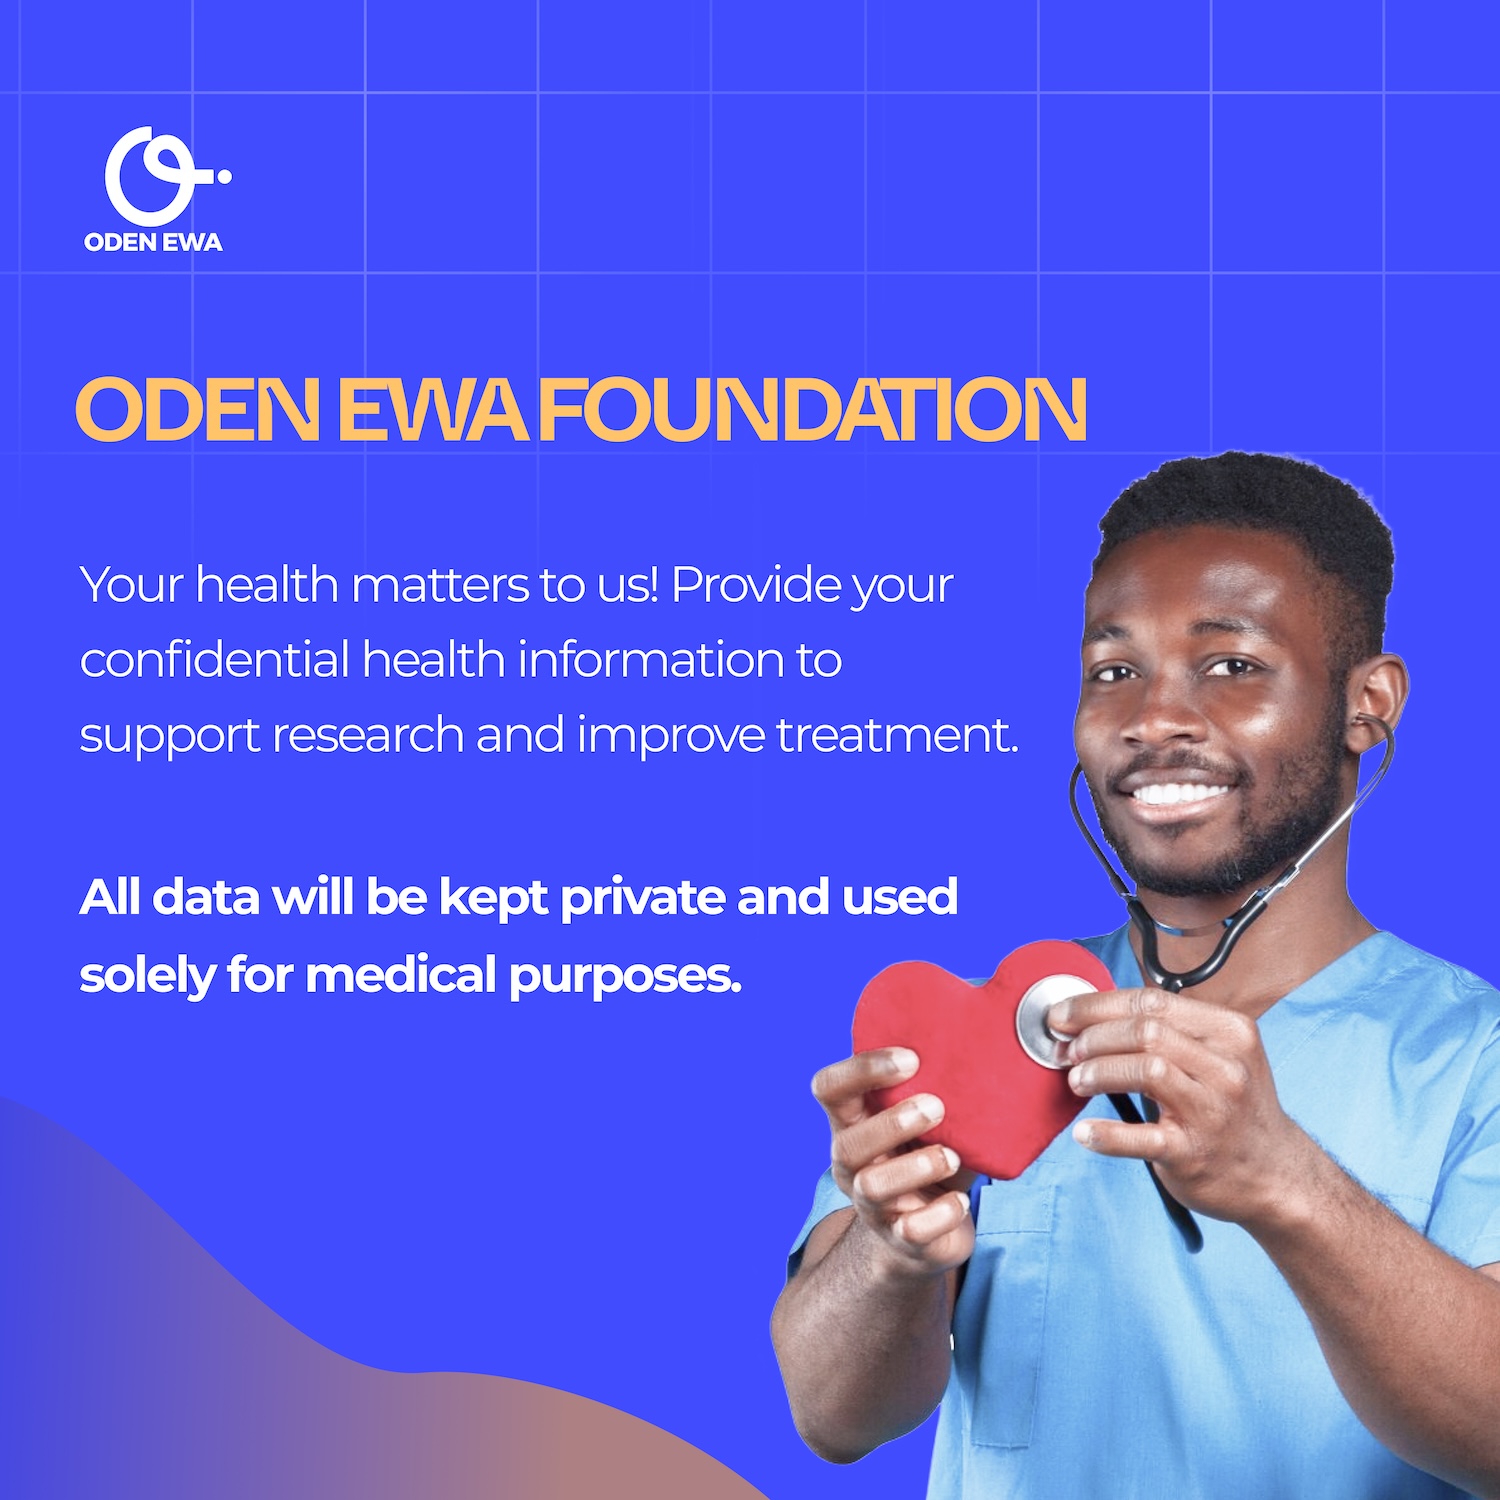 ODEN EWA
ODEN EWA FOUNDATION
Your health matters to us! Provide your
confidential health information to
support research and improve treatment.
All data will be kept private and used
solely for medical purposes.